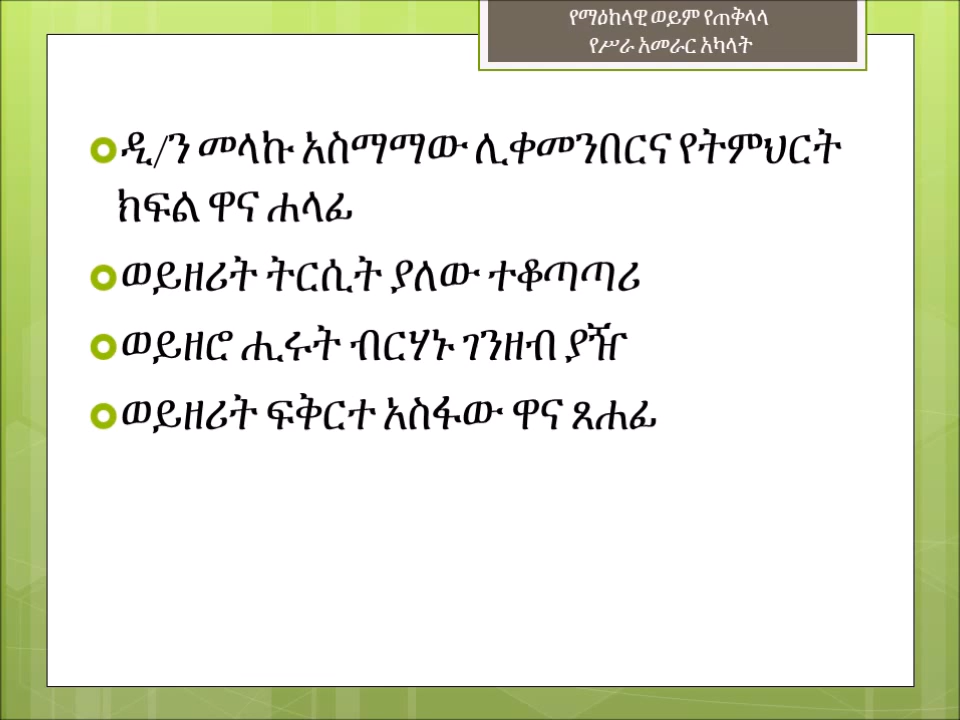 የማዕከላዊ ወይም የጠቅላላ
የሥራ አመራር አካላት
ዲ/ን መላኩ አስማማው ሊቀመንበርና የትምህርት
ክፍል ዋና ሐላፊ
ወይዘሪት ትርሲት ያለው ተቆጣጣሪ
ወይዘሮ ሒሩት ብርሃኑ ገንዘብ ያዥ
ወይዘሪት ፍቅርተ አስፋው ዋና ጸሐፊ